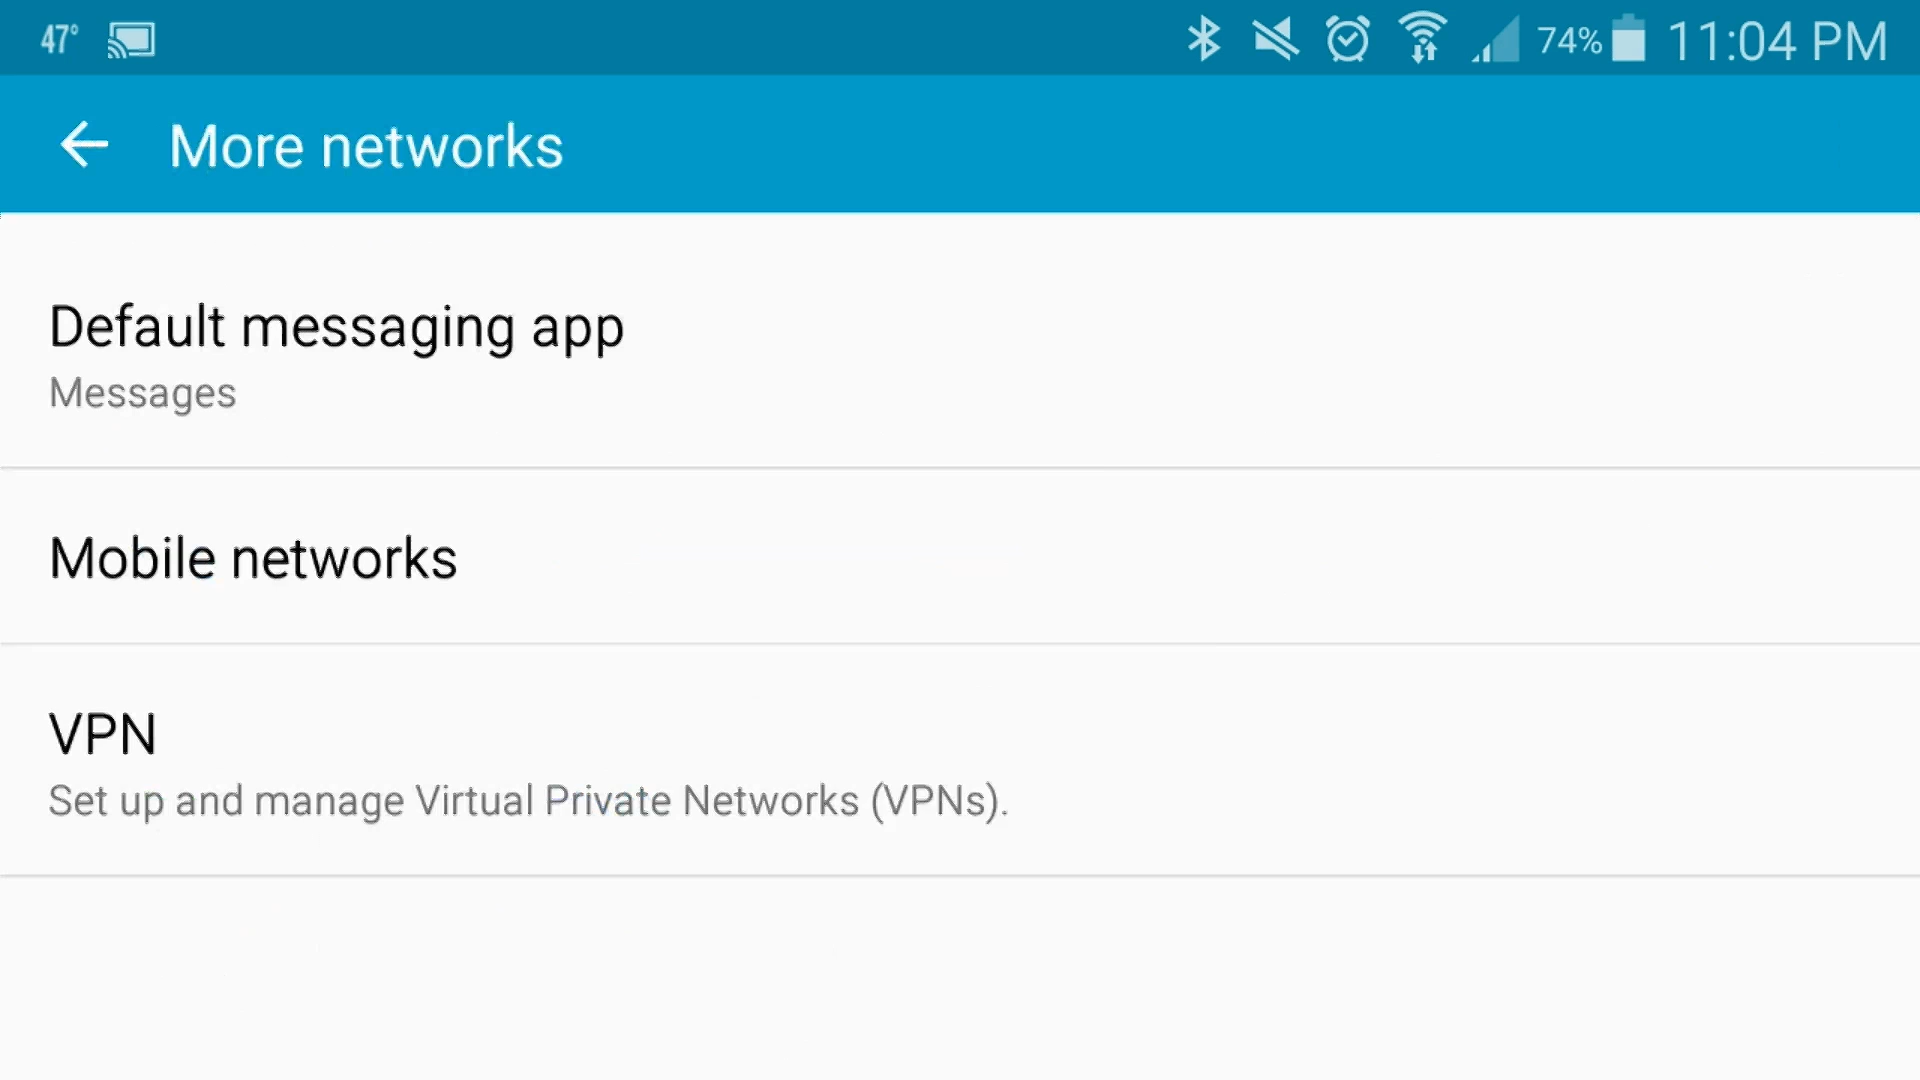 47°
74% 11:04 PM
More networks
Default messaging app
Messages
Mobile networks
VPN
Set up and manage Virtual Private Networks (VPNs).